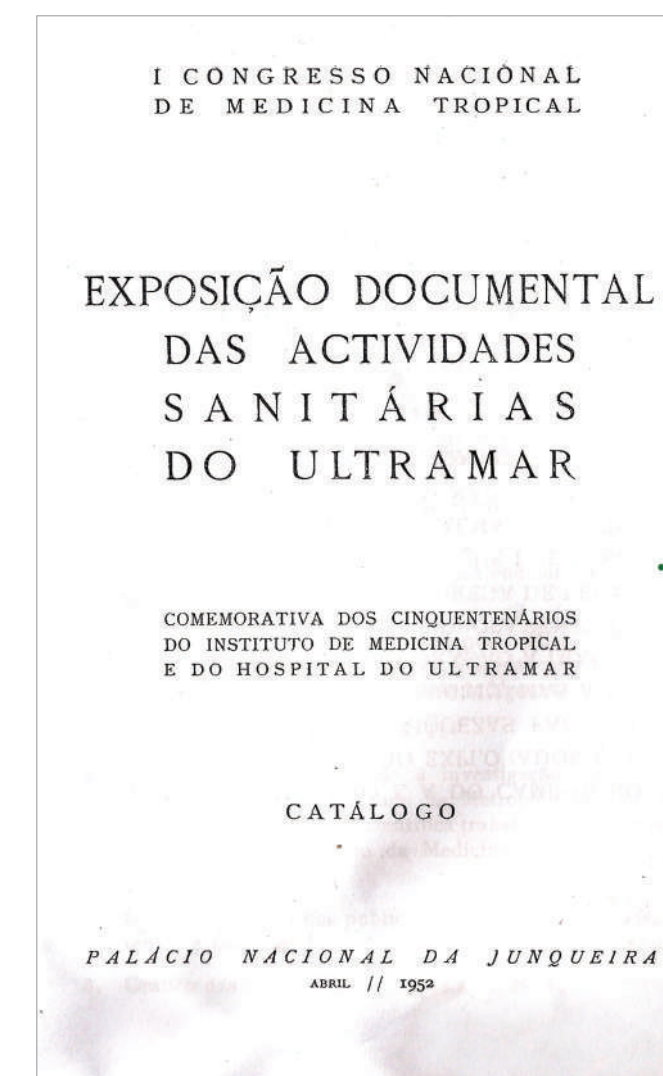 I CONGRESSO NACIONAL
DE MEDICINA TROPICAL
EXPOSIÇÃO DOCUMENTAL
DAS ACTIVIDADES
SANITÁRIAS
DO ULTRAMAR
COMEMORATIVA DOS CINQUENTENÁRIOS
DO INSTITUTO DE MEDICINA TROPICAL
E DO HOSPITAL DO ULTRAMAR
CATÁLOGO
PALÁCIO NACIONAL DA JUNQUEIRA
ABRIL // 1952